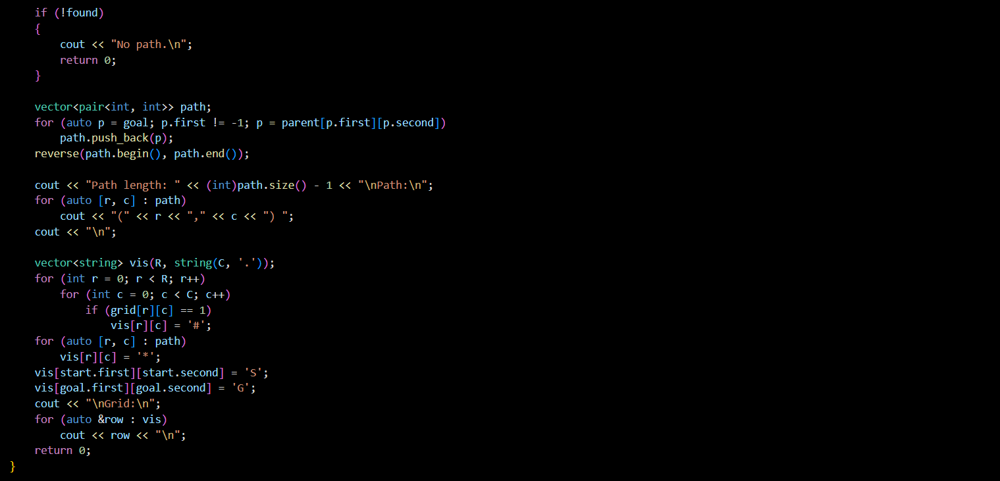 if (!found)
    {
        cout << "No path.\n";
        return 0;
    }

    vector<pair<int, int>> path;
    for (auto p = goal; p.first != -1; p = parent[p.first][p.second])
        path.push_back(p);
    reverse(path.begin(), path.end());

    cout << "Path length: " << (int)path.size() - 1 << "\nPath:\n";
    for (auto [r, c] : path)
        cout << "(" << r << "," << c << ") ";
    cout << "\n";

    vector<string> vis(R, string(C, '.'));
    for (int r = 0; r < R; r++)
        for (int c = 0; c < C; c++)
            if (grid[r][c] == 1)
                vis[r][c] = '#';
    for (auto [r, c] : path)
        vis[r][c] = '*';
    vis[start.first][start.second] = 'S';
    vis[goal.first][goal.second] = 'G';
    cout << "\nGrid:\n";
    for (auto &row : vis)
        cout << row << "\n";
    return 0;
}